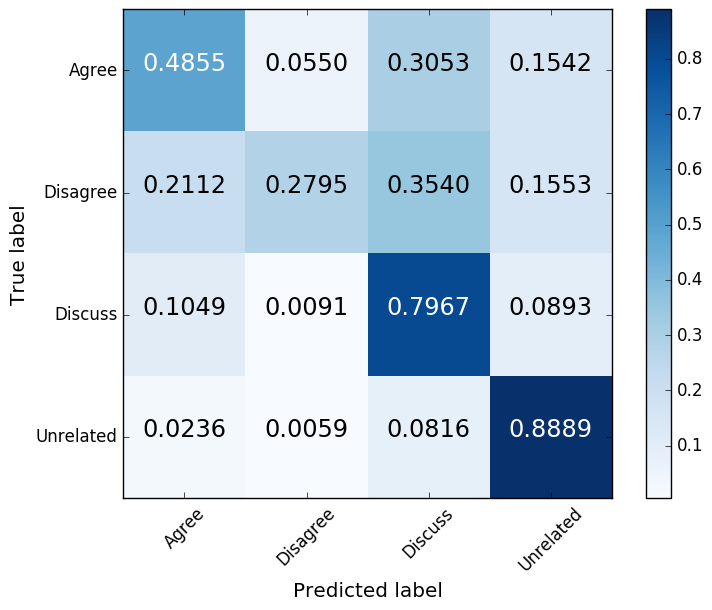 Agree 0.4855 0.0550 0.3053 0.1542
Disagree 0.2112 0.2795 0.3540 0.1553
Discuss 0.1049 0.0091 0.7967 0.0893
Unrelated 0.0236 0.0059 0.0816 0.8889
True label
Agree Disagree Discuss Unrelated
Predicted label
0.8
0.7
0.6
0.5
0.4
0.3
0.2
0.1